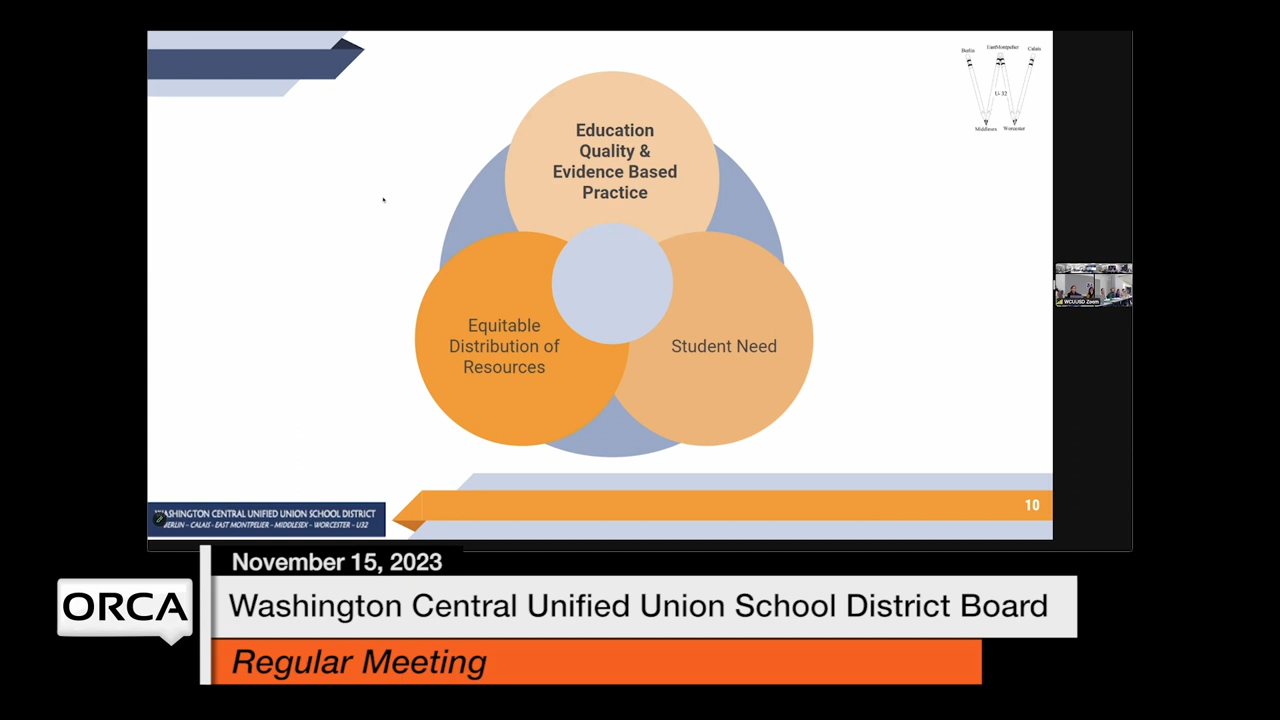 Berlin
EastMontpelier
Calais
U-32
Middlesex
Worcester
Education
Quality &
Evidence Based
Practice
Equitable
Distribution of
Resources
Student Need
WCUUSD Zoom
10
WASHINGTON CENTRAL UNIFIED UNION SCHOOL DISTRICT
BERLIN - CALAIS - EAST MONTPELIER - MIDDLESEX - WORCESTER - U32
November 15, 2023
ORCA
Washington Central Unified Union School District Board
Regular Meeting